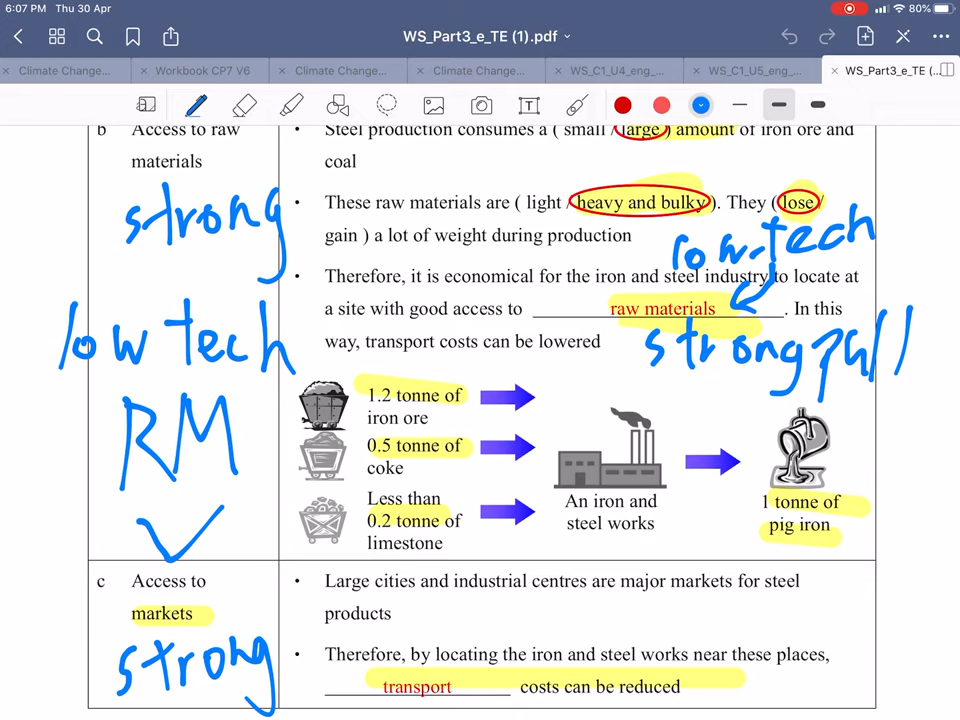 6:07 PM Thu 30 Apr
80%
WS_Part3_e_TE (1).pdf
Climate Change...
Workbook CP7 V6
Climate Change...
Climate Change...
WS_C1_U4_eng_...
WS_C1_U5_eng_...
WS_Part3_e_TE (...
T
b Access to raw materials
strong
low tech
RM
• Steel production consumes a ( small / large ) amount of iron ore and
coal
• These raw materials are ( light / heavy and bulky ). They ( lose /
gain ) a lot of weight during production
low-tech
• Therefore, it is economical for the iron and steel industry to locate at
a site with good access to raw materials. In this
way, transport costs can be lowered
strong pull
1.2 tonne of
iron ore
0.5 tonne of
coke
Less than
0.2 tonne of
limestone
An iron and
steel works
1 tonne of
pig iron
c Access to
markets
strong
• Large cities and industrial centres are major markets for steel
products
• Therefore, by locating the iron and steel works near these places,
transport costs can be reduced